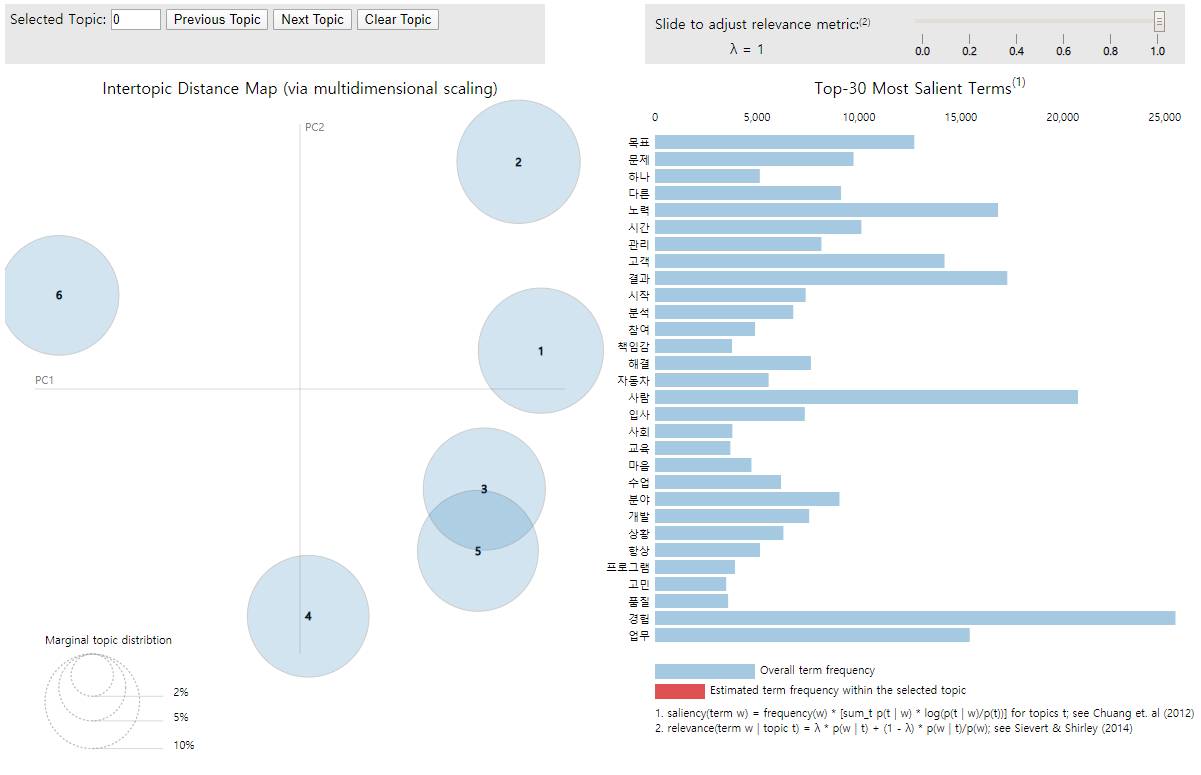 Selected Topic: 0 Previous Topic Next Topic Clear Topic
Slide to adjust relevance metric:(2)
λ = 1
0.0 0.2 0.4 0.6 0.8 1.0
Intertopic Distance Map (via multidimensional scaling)
PC2
PC1
2
6
1
3
5
4
Marginal topic distribtion
2%
5%
10%
Top-30 Most Salient Terms(1)
0 5,000 10,000 15,000 20,000 25,000
목표
문제
하나
다른
노력
시간
관리
고객
결과
시작
분석
참여
책임감
해결
자동차
사람
입사
사회
교육
마음
수업
분야
개발
상황
항상
프로그램
고민
품질
경험
업무
Overall term frequency
Estimated term frequency within the selected topic
1. saliency(term w) = frequency(w) * [sum_t p(t | w) * log(p(t | w)/p(t))] for topics t; see Chuang et. al (2012)
2. relevance(term w | topic t) = λ * p(w | t) + (1 - λ) * p(w | t)/p(w); see Sievert & Shirley (2014)